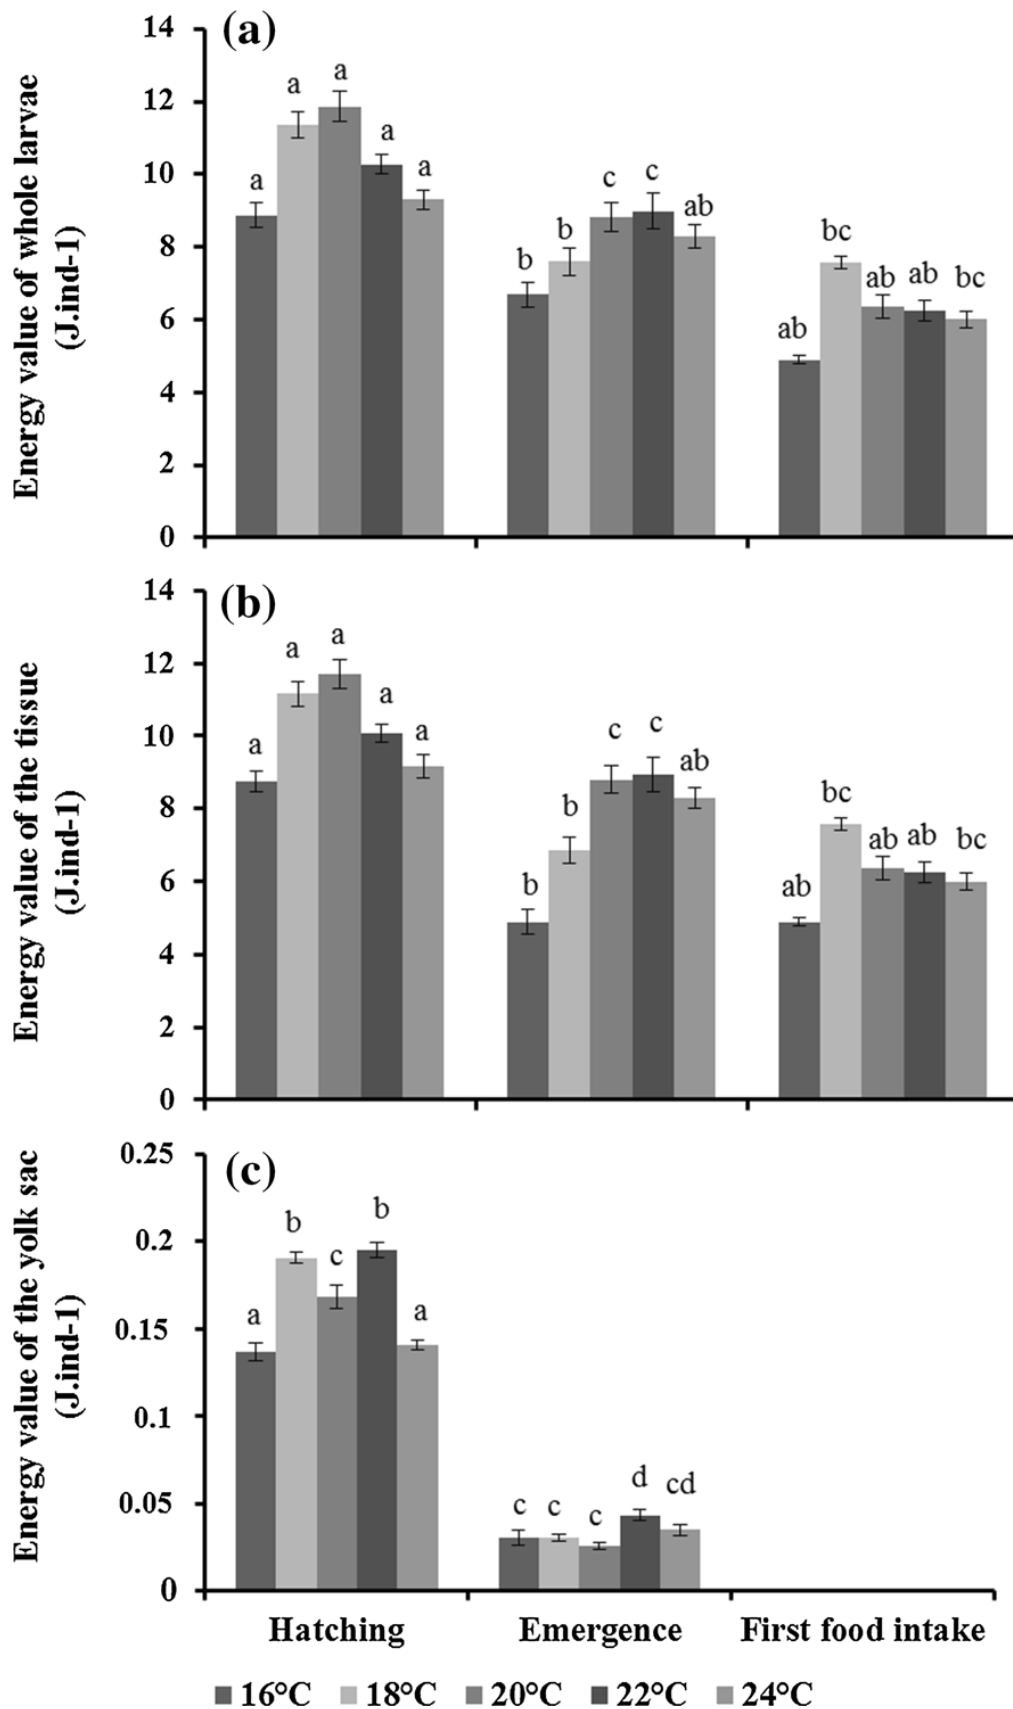 (a)
Energy value of whole larvae
(J.ind-1)
14
12
10
8
6
4
2
0
a a a a a
b b c c ab
ab bc ab ab bc
(b)
Energy value of the tissue
(J.ind-1)
14
12
10
8
6
4
2
0
a a a a a
b b c c ab
ab bc ab ab bc
(c)
Energy value of the yolk sac
(J.ind-1)
0.25
0.2
0.15
0.1
0.05
0
a b c b a
c c c d cd
Hatching Emergence First food intake
16°C 18°C 20°C 22°C 24°C